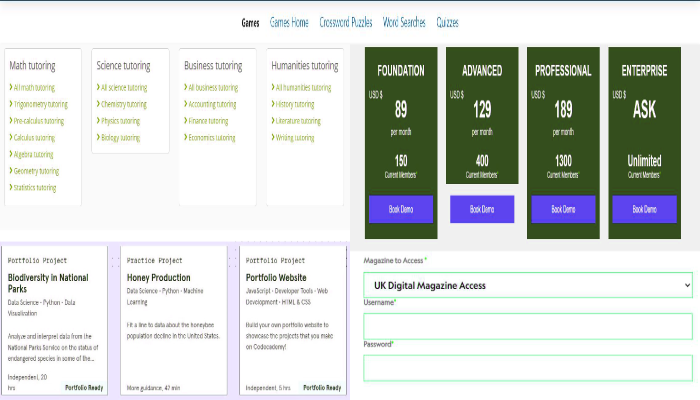 Games Games Home Crossword Puzzles Word Searches Quizzes
Math tutoring
All math tutoring
Trigonometry tutoring
Pre-calculus tutoring
Calculus tutoring
Algebra tutoring
Geometry tutoring
Statistics tutoring
Science tutoring
All science tutoring
Chemistry tutoring
Physics tutoring
Biology tutoring
Business tutoring
All business tutoring
Accounting tutoring
Finance tutoring
Economics tutoring
Humanities tutoring
All humanities tutoring
History tutoring
Literature tutoring
Writing tutoring
FOUNDATION
USD $
89
per month
150
Current Members*
Book Demo
ADVANCED
USD $
129
per month
400
Current Members*
Book Demo
PROFESSIONAL
USD $
189
per month
1300
Current Members*
Book Demo
ENTERPRISE
USD $
ASK
Unlimited
Current Members*
Book Demo
Portfolio Project
Biodiversity in National
Parks
Data Science • Python • Data
Visualization
Analyze and interpret data from the
National Parks Service on the status of
endangered species in some of the...
Independent, 20
hrs
Portfolio Ready
Practice Project
Honey Production
Data Science • Python • Machine
Learning
Fit a line to data about the honeybee
population decline in the United States.
More guidance, 42 min
Portfolio Project
Portfolio Website
JavaScript • Developer Tools • Web
Development • HTML & CSS
Build your own portfolio website to
showcase the projects that you make
on Codecademy!
Independent, 5 hrs
Portfolio Ready
Magazine to Access *
UK Digital Magazine Access
Username*
Password*